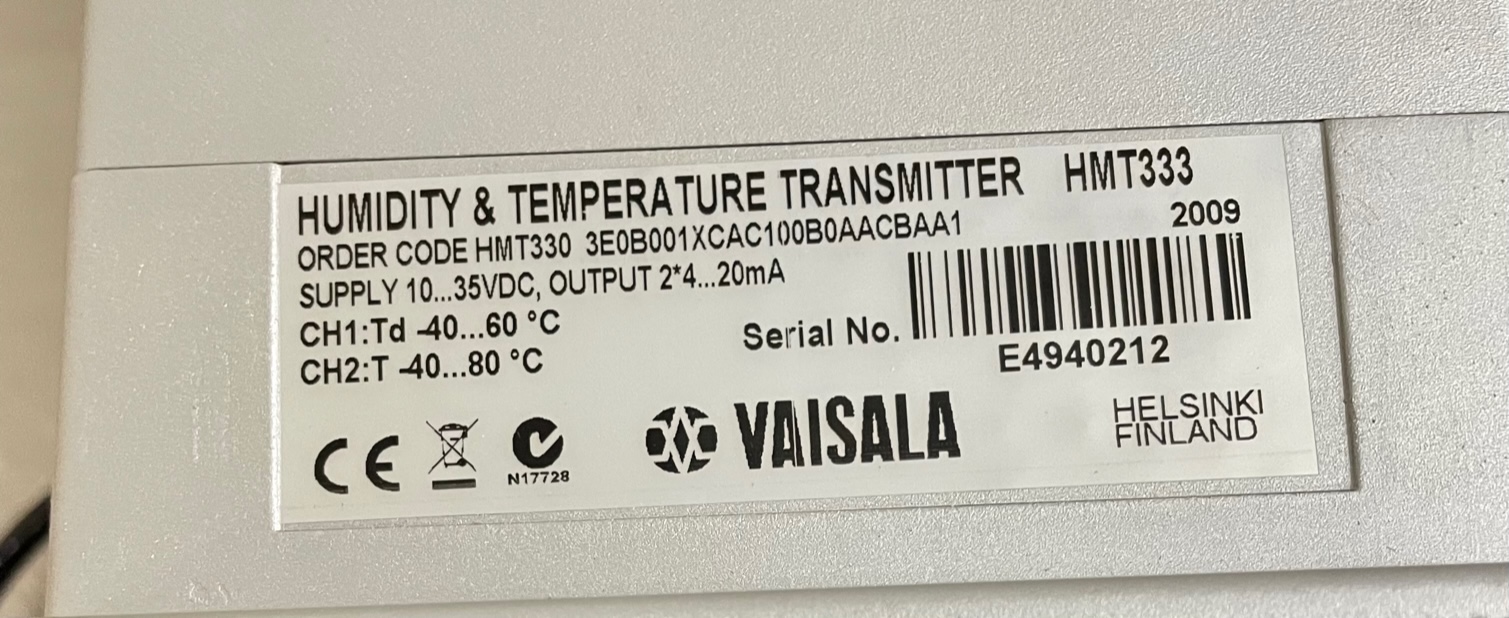 HUMIDITY & TEMPERATURE TRANSMITTER HMT333
ORDER CODE HMT330 3E0B001XCAC100B0AACBAA1 2009
SUPPLY 10...35VDC, OUTPUT 2*4...20mA
CH1:Td -40...60 °C
CH2:T -40...80 °C
Serial No.
E4940212
CE
N17728
VAISALA
HELSINKI
FINLAND